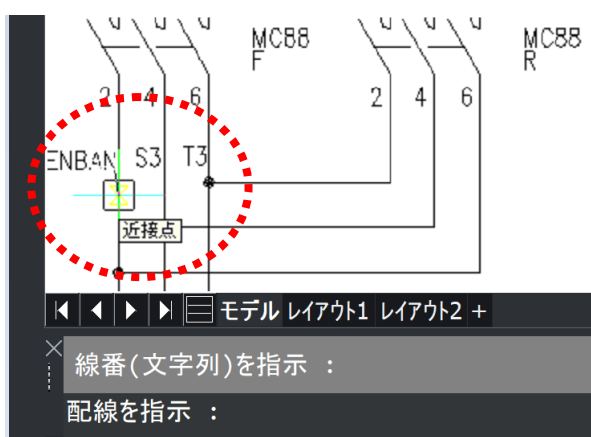 MC88
F
MC88
R
2 4 6
2 4 6
ENBAN S3 T3
近接点
モデル レイアウト1 レイアウト2 +
線番(文字列)を指示 :
配線を指示 :